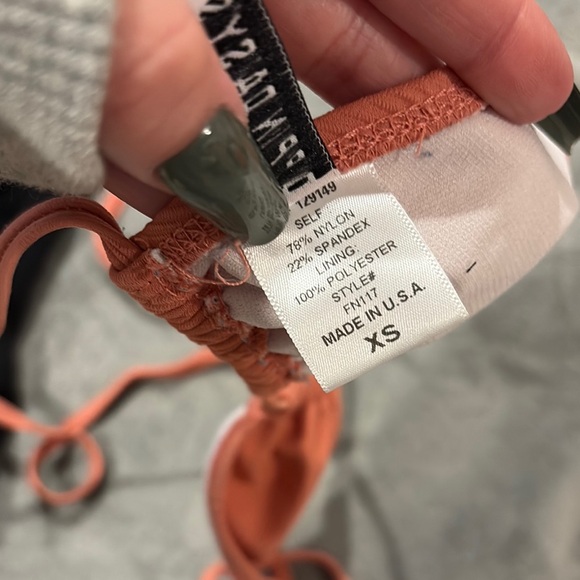 129149
SELF
78% NYLON
22% SPANDEX
LINING:
100% POLYESTER
STYLE#
FN117
MADE IN U.S.A.
XS